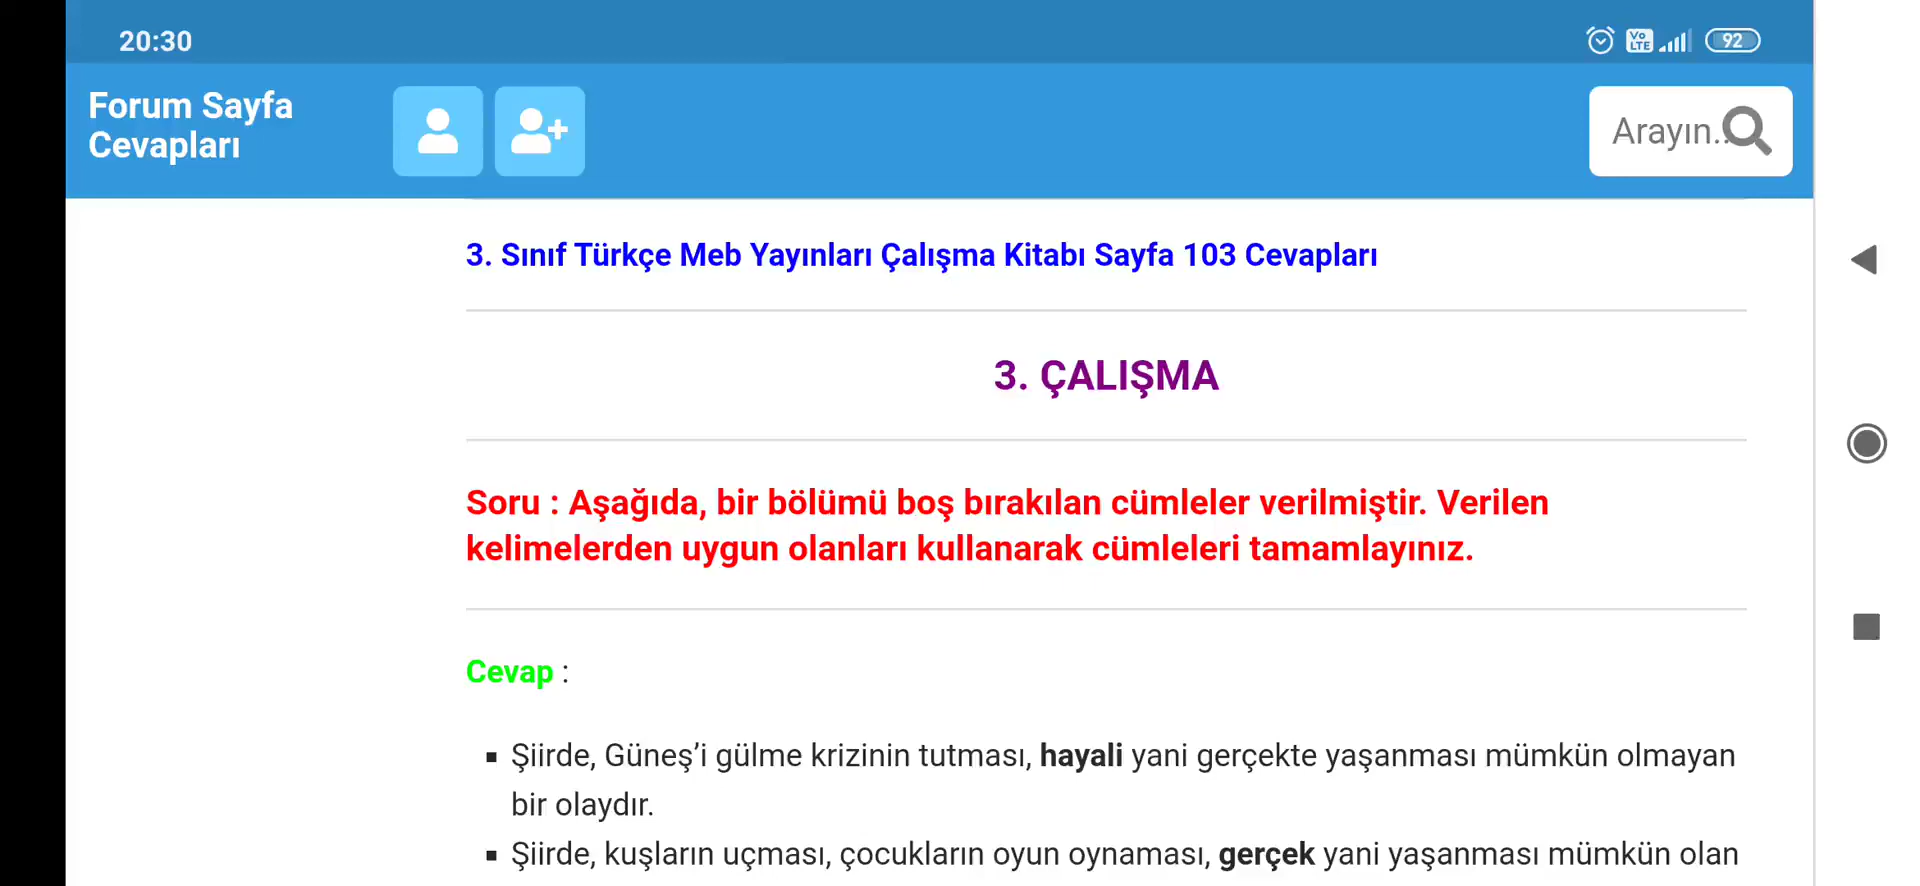 20:30
Vo LTE
92
Forum Sayfa
Cevapları
Arayın..
3. Sınıf Türkçe Meb Yayınları Çalışma Kitabı Sayfa 103 Cevapları
3. ÇALIŞMA
Soru : Aşağıda, bir bölümü boş bırakılan cümleler verilmiştir. Verilen
kelimelerden uygun olanları kullanarak cümleleri tamamlayınız.
Cevap :
Şiirde, Güneş’i gülme krizinin tutması, hayali yani gerçekte yaşanması mümkün olmayan
bir olaydır.
Şiirde, kuşların uçması, çocukların oyun oynaması, gerçek yani yaşanması mümkün olan